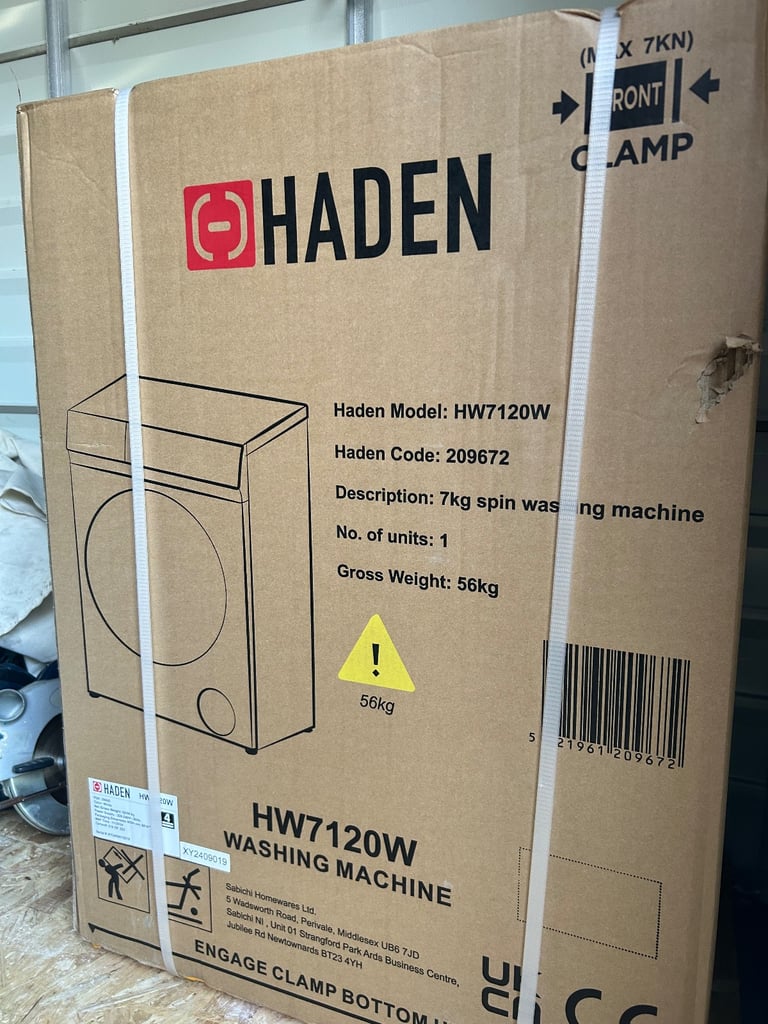 (MAX 7KN)
FRONT
CLAMP
HADEN
Haden Model: HW7120W
Haden Code: 209672
Description: 7kg spin washing machine
No. of units: 1
Gross Weight: 56kg
!
56kg
5 21961 209672
HADEN HW7120W
4
XY2409019
HW7120W
WASHING MACHINE
Sabichi Homewares Ltd.
5 Wadsworth Road, Perivale, Middlesex UB6 7JD
Sabichi NI , Unit 01 Strangford Park Ards Business Centre,
Jubilee Rd Newtownards BT23 4YH
ENGAGE CLAMP BOTTOM
UK
CA
CE